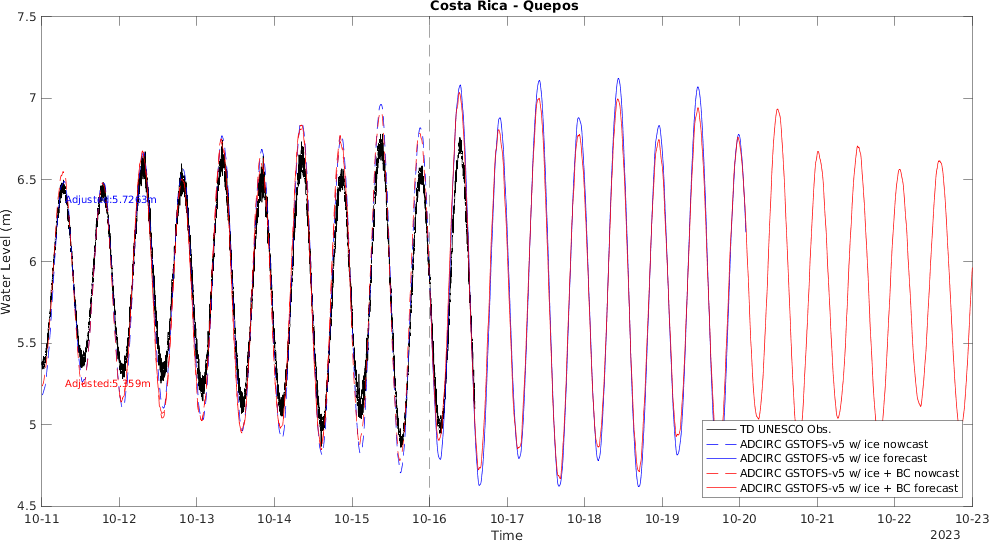 Costa Rica - Quepos
7.5
7
6.5
6
5.5
5
4.5
Water Level (m)
Adjusted:5.7263m
Adjusted:5.359m
TD UNESCO Obs.
ADCIRC GSTOFS-v5 w/ ice nowcast
ADCIRC GSTOFS-v5 w/ ice forecast
ADCIRC GSTOFS-v5 w/ ice + BC nowcast
ADCIRC GSTOFS-v5 w/ ice + BC forecast
10-11 10-12 10-13 10-14 10-15 10-16 10-17 10-18 10-19 10-20 10-21 10-22 10-23
Time
2023